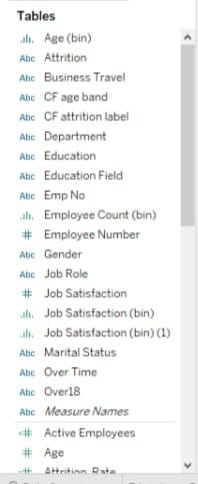 Tables
Age (bin)
Abc Attrition
Abc Business Travel
Abc CF age band
Abc CF attrition label
Abc Department
Abc Education
Abc Education Field
Abc Emp No
Employee Count (bin)
# Employee Number
Abc Gender
Abc Job Role
# Job Satisfaction
Job Satisfaction (bin)
Job Satisfaction (bin) (1)
Abc Marital Status
Abc Over Time
Abc Over18
Abc Measure Names
=# Active Employees
# Age
=# Attrition Rate